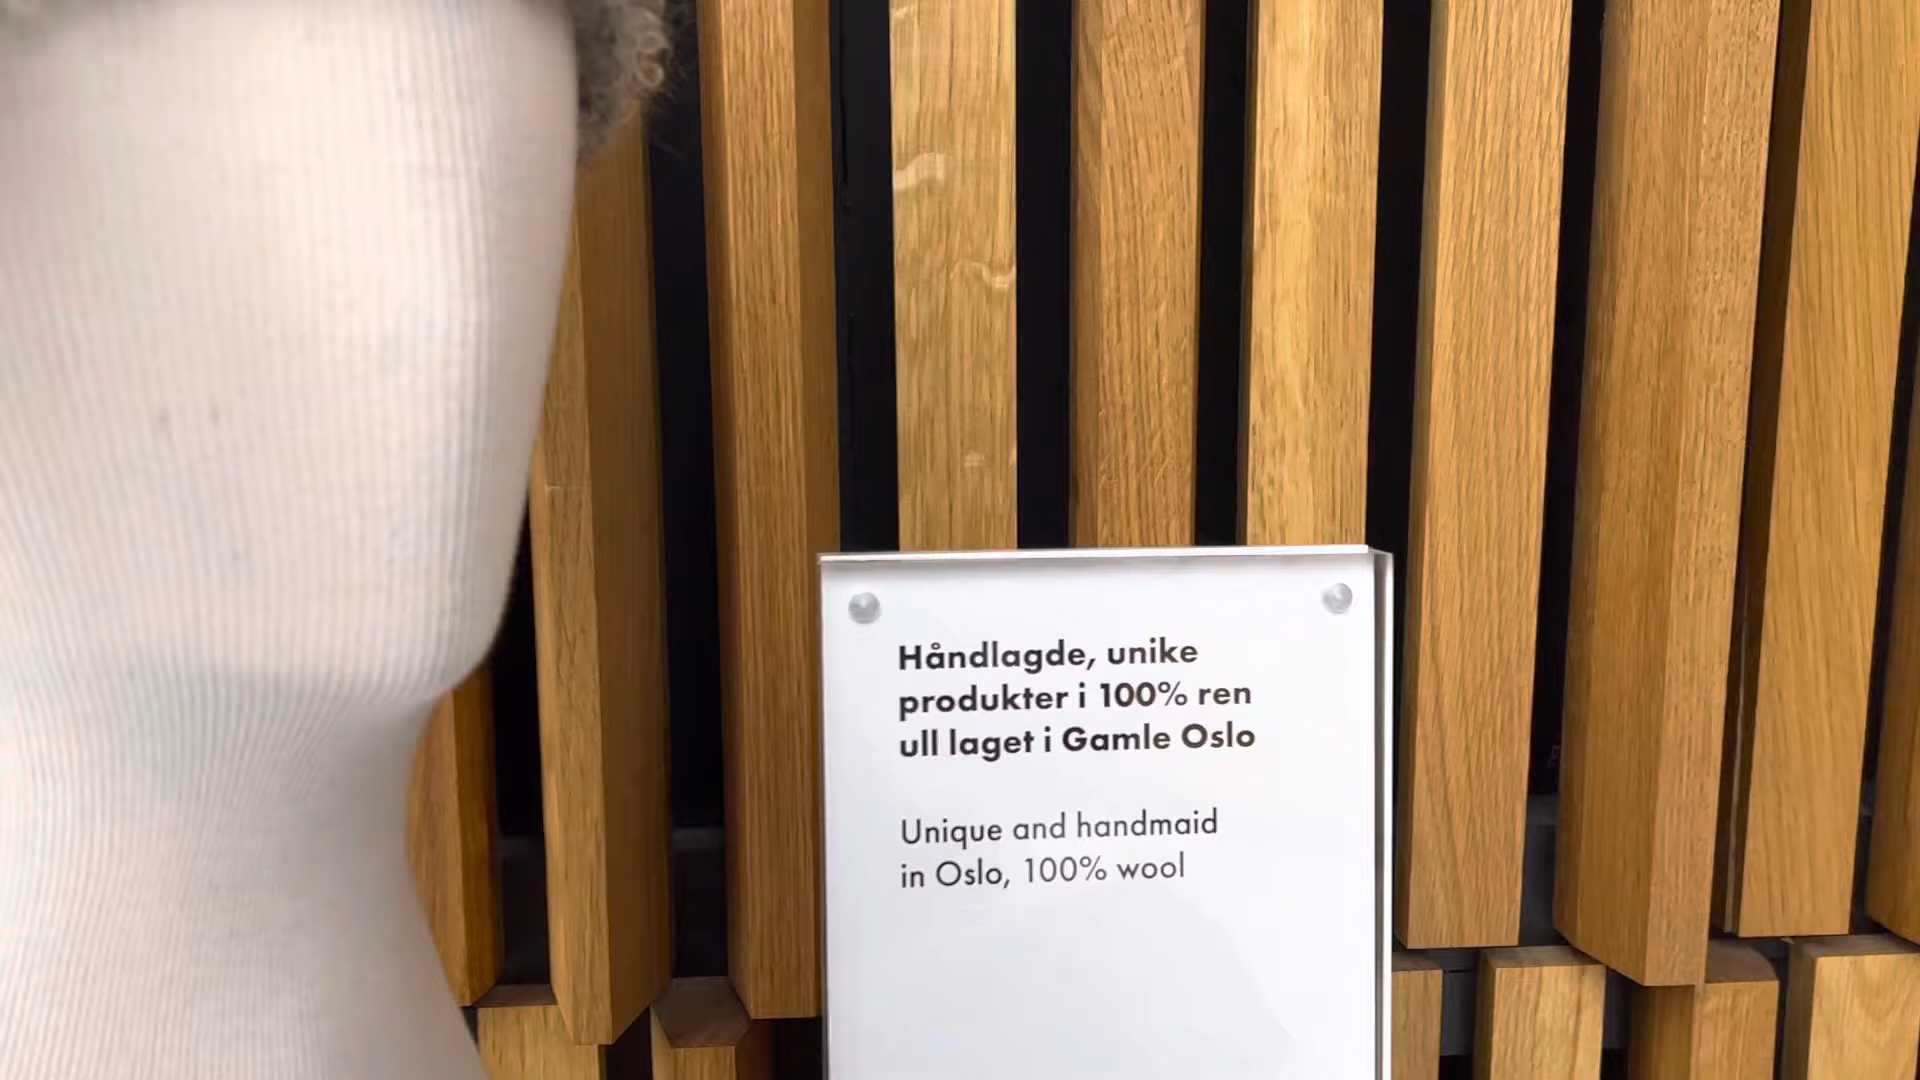 Håndlagde, unike
produkter i 100% ren
ull laget i Gamle Oslo
Unique and handmaid
in Oslo, 100% wool